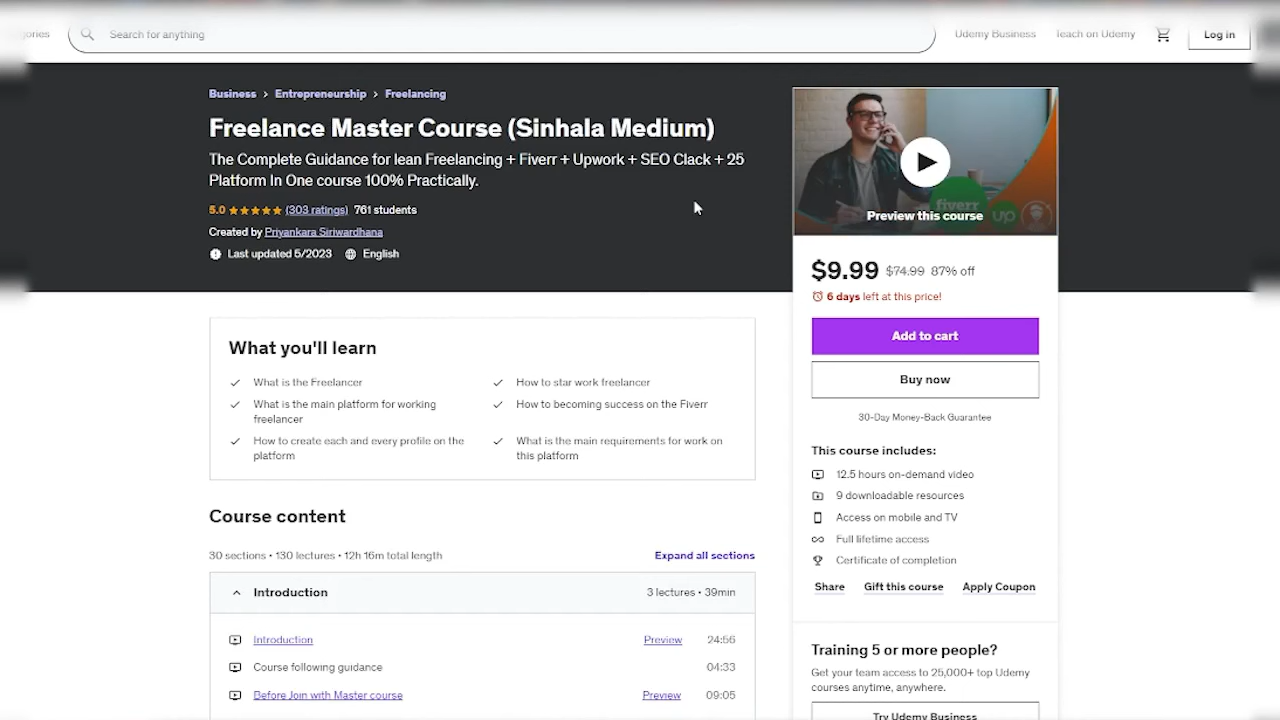 Search for anything
Udemy Business
Teach on Udemy
Log in
Business > Entrepreneurship > Freelancing
Freelance Master Course (Sinhala Medium)
The Complete Guidance for lean Freelancing + Fiverr + Upwork + SEO Clack + 25
Platform In One course 100% Practically.
5.0 (303 ratings) 761 students
Created by Priyankara Siriwardhana
Last updated 5/2023 English
fiverr
up
Preview this course
$9.99 $74.99 87% off
6 days left at this price!
Add to cart
Buy now
30-Day Money-Back Guarantee
This course includes:
12.5 hours on-demand video
9 downloadable resources
Access on mobile and TV
Full lifetime access
Certificate of completion
Share Gift this course Apply Coupon
Training 5 or more people?
Get your team access to 25,000+ top Udemy
courses anytime, anywhere.
Try Udemy Business
What you'll learn
What is the Freelancer
What is the main platform for working
freelancer
How to create each and every profile on the
platform
How to star work freelancer
How to becoming success on the Fiverr
What is the main requirements for work on
this platform
Course content
30 sections • 130 lectures • 12h 16m total length
Expand all sections
Introduction 3 lectures • 39min
Introduction Preview 24:56
Course following guidance 04:33
Before Join with Master course Preview 09:05